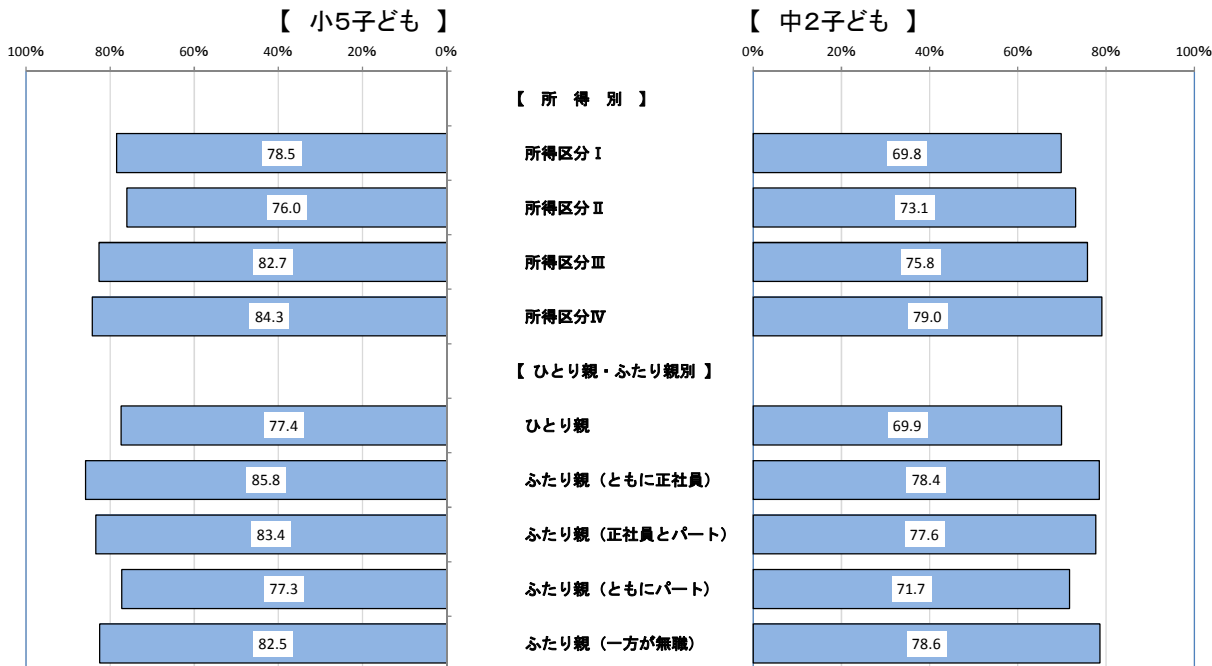 【 小5子ども 】 【 中2子ども 】
100% 80% 60% 40% 20% 0% 0% 20% 40% 60% 80% 100%
【 所 得 別 】
78.5 所得区分Ⅰ 69.8
76.0 所得区分Ⅱ 73.1
82.7 所得区分Ⅲ 75.8
84.3 所得区分Ⅳ 79.0
【 ひとり親・ふたり親別 】
77.4 ひとり親 69.9
85.8 ふたり親（ともに正社員） 78.4
83.4 ふたり親（正社員とパート） 77.6
77.3 ふたり親（ともにパート） 71.7
82.5 ふたり親（一方が無職） 78.6